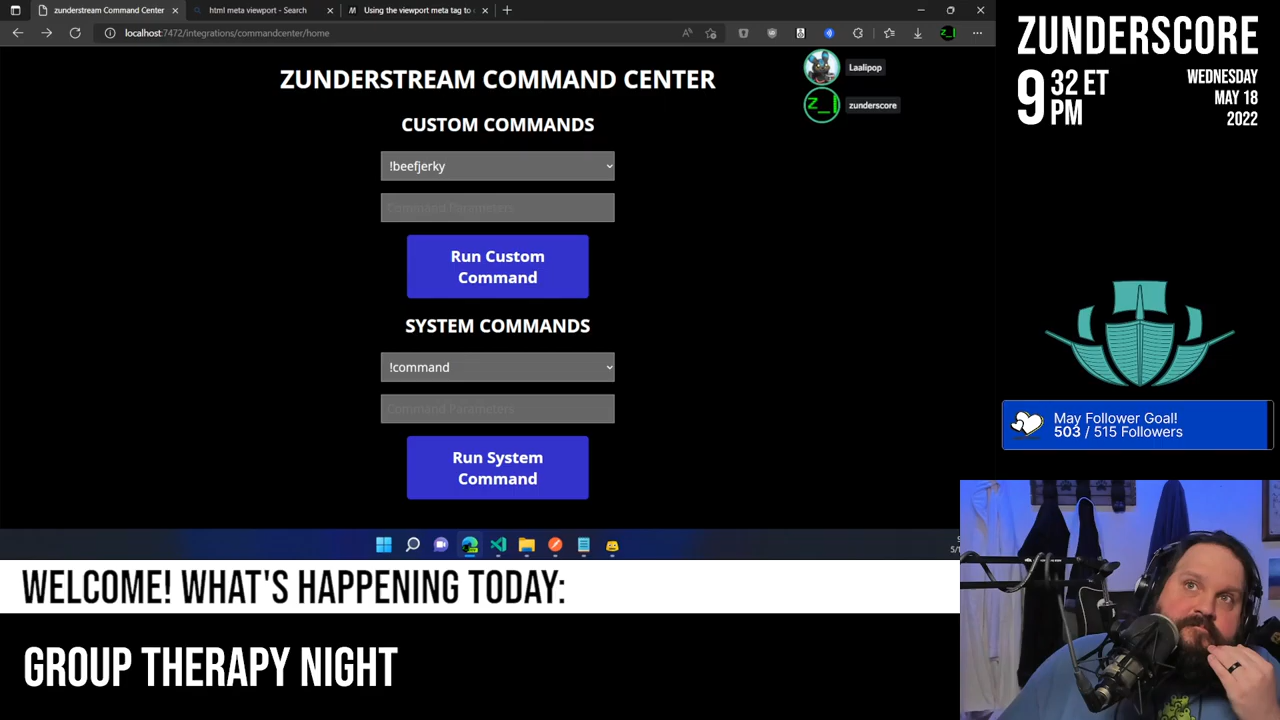 zunderstream Command Center
html meta viewport - Search
Using the viewport meta tag to
localhost:7472/integrations/commandcenter/home
ZUNDERSTREAM COMMAND CENTER
CUSTOM COMMANDS
!beefjerky
Command Parameters
Run Custom
Command
SYSTEM COMMANDS
!command
Command Parameters
Run System
Command
Laalipop
z_
zunderscore
ZUNDERSCORE
9
32 ET
PM
WEDNESDAY
MAY 18
2022
May Follower Goal!
503 / 515 Followers
WELCOME! WHAT'S HAPPENING TODAY:
GROUP THERAPY NIGHT